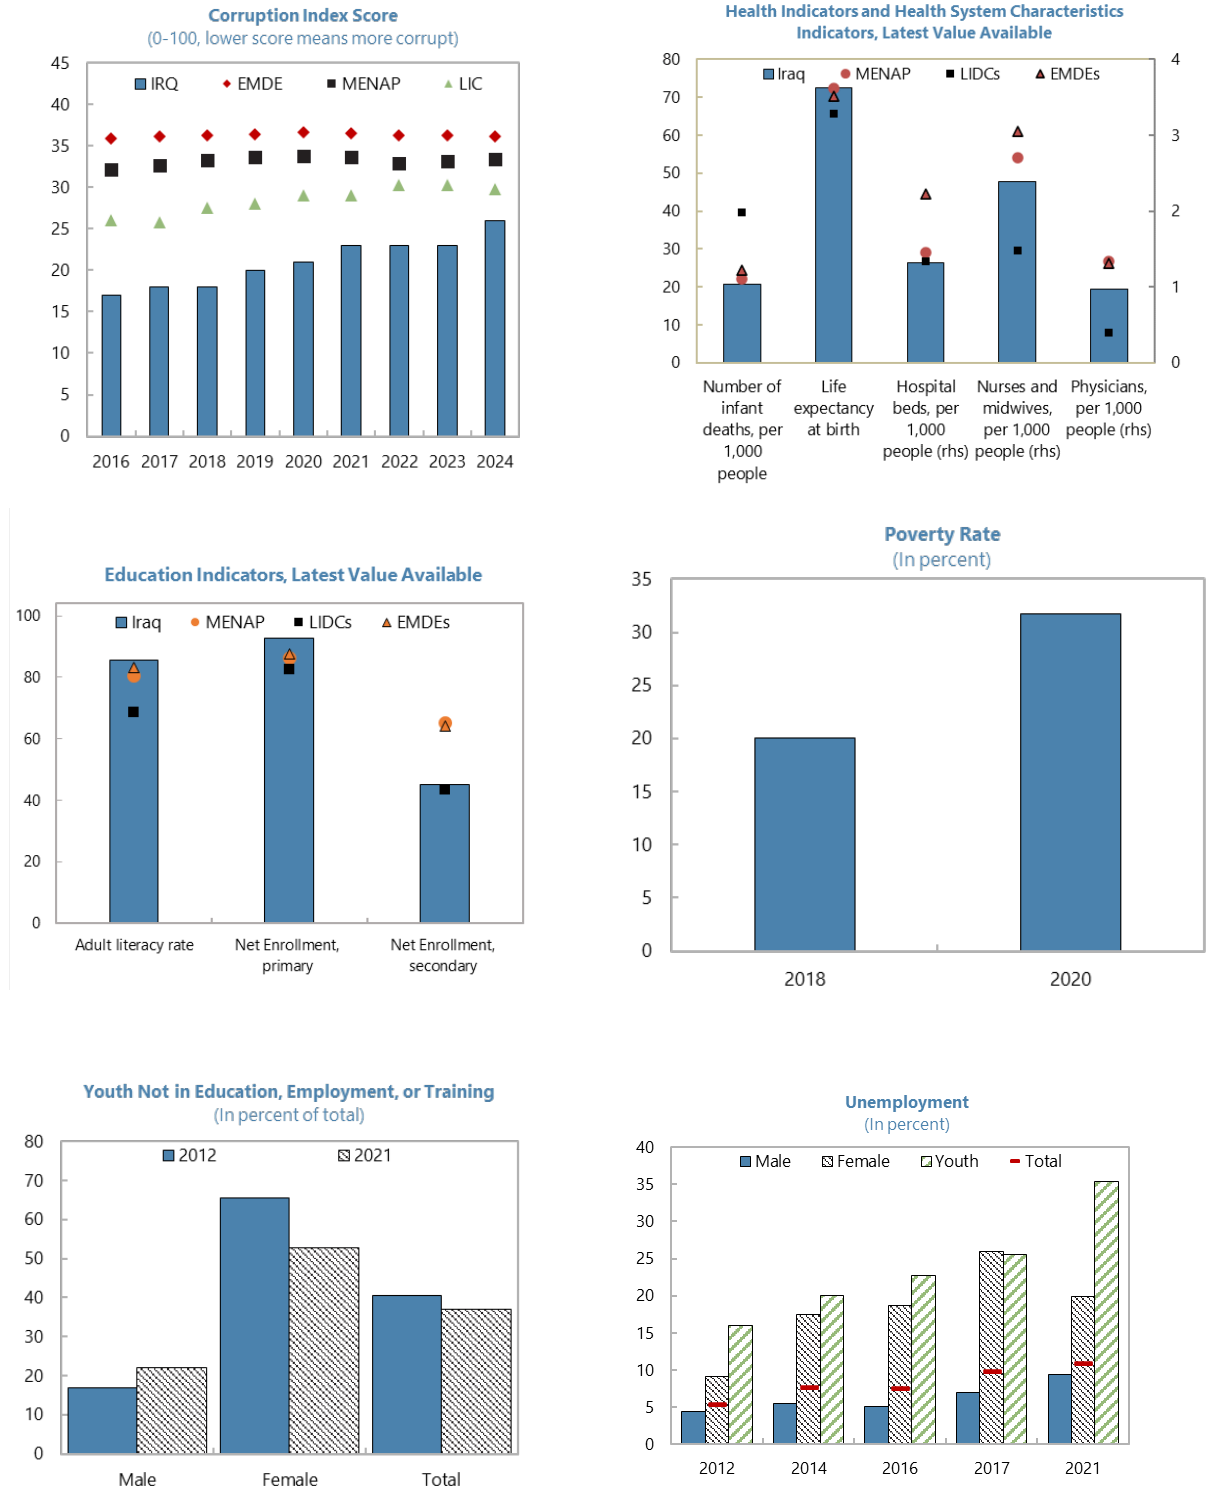 Corruption Index Score
(0-100, lower score means more corrupt)
45
IRQ EMDE MENAP LIC
40
35
30
25
20
15
10
5
0
2016 2017 2018 2019 2020 2021 2022 2023 2024
Health Indicators and Health System Characteristics
Indicators, Latest Value Available
80 4
Iraq MENAP LIDCs EMDEs
70
60 3
50
40 2
30
20 1
10
0 0
Number of infant deaths, per 1,000 people
Life expectancy at birth
Hospital beds, per 1,000 people (rhs)
Nurses and midwives, per 1,000 people (rhs)
Physicians, per 1,000 people (rhs)
Education Indicators, Latest Value Available
100
Iraq MENAP LIDCs EMDEs
80
60
40
20
0
Adult literacy rate
Net Enrollment, primary
Net Enrollment, secondary
Poverty Rate
(In percent)
35
30
25
20
15
10
5
0
2018 2020
Youth Not in Education, Employment, or Training
(In percent of total)
80
2012 2021
70
60
50
40
30
20
10
0
Male Female Total
Unemployment
(In percent)
40
Male Female Youth Total
35
30
25
20
15
10
5
0
2012 2014 2016 2017 2021